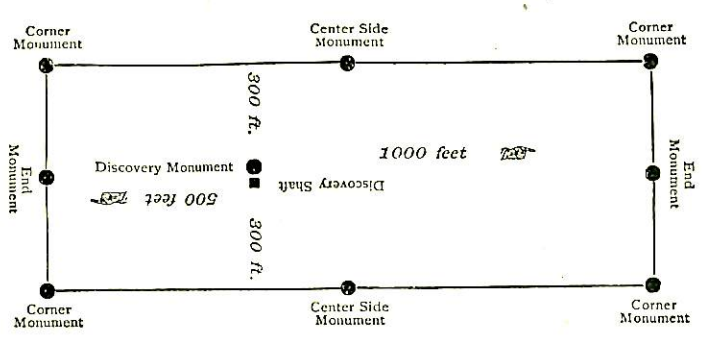 Corner
Monument
Center Side
Monument
Corner
Monument
300 ft.
1000 feet
Discovery Monument
End
Monument
End
Monument
Discovery Shaft
500 feet
300 ft.
Corner
Monument
Center Side
Monument
Corner
Monument